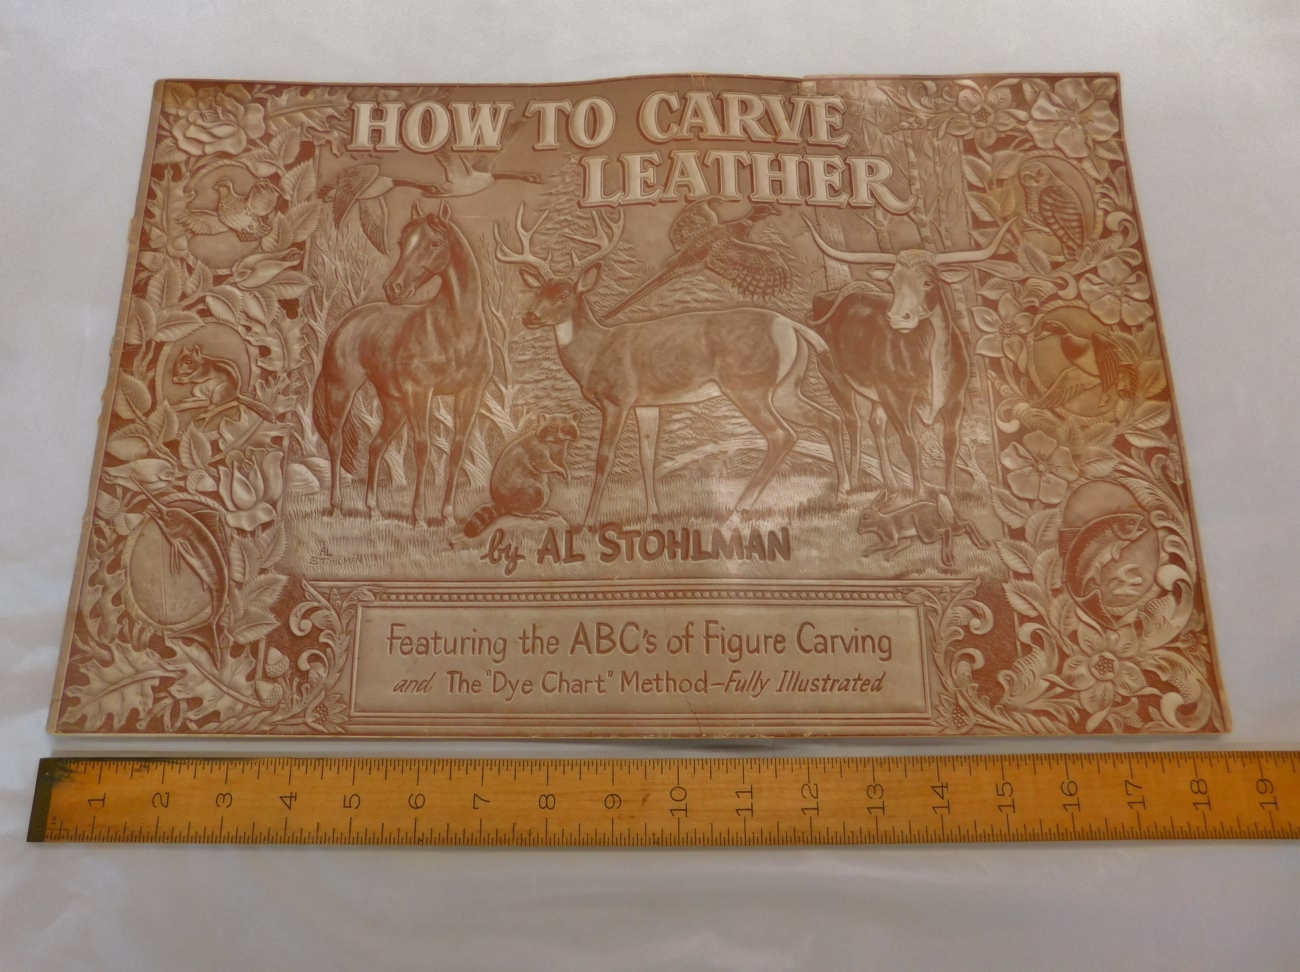 HOW TO CARVE
LEATHER
AL
STOHLMAN
by AL STOHLMAN
Featuring the ABC's of Figure Carving
and The "Dye Chart" Method—Fully Illustrated
1 2 3 4 5 6 7 8 9 10 11 12 13 14 15 16 17 18 19